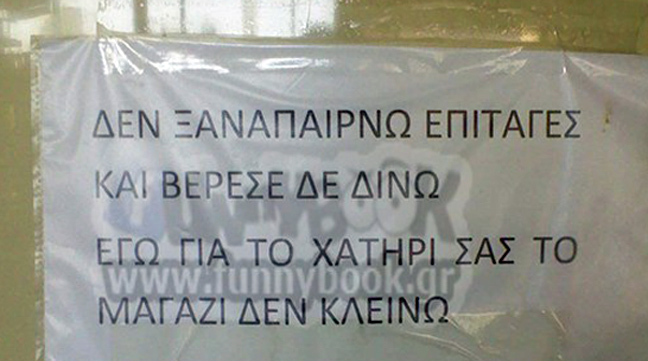 ΔΕΝ ΞΑΝΑΠΑΙΡΝΩ ΕΠΙΤΑΓΕΣ
ΚΑΙ ΒΕΡΕΣΕ ΔΕ ΔΙΝΩ
FUNNYBOOK
ΕΓΩ ΓΙΑ ΤΟ ΧΑΤΗΡΙ ΣΑΣ ΤΟ
www.funnybook.gr
ΜΑΓΑΖΙ ΔΕΝ ΚΛΕΙΝΩ